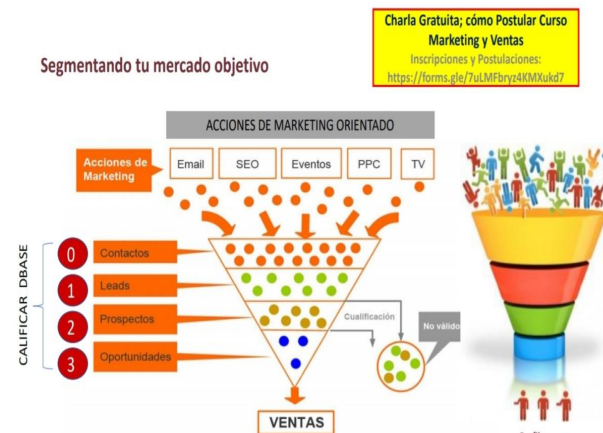 Charla Gratuita; cómo Postular Curso
Marketing y Ventas
Inscripciones y Postulaciones:
https://forms.gle/7uLMFbryz4KMXukd7
Segmentando tu mercado objetivo
ACCIONES DE MARKETING ORIENTADO
Acciones de
Marketing
Email
SEO
Eventos
PPC
TV
CALIFICAR DBASE
0
Contactos
1
Leads
2
Prospectos
3
Oportunidades
Cualificación
No válido
VENTAS